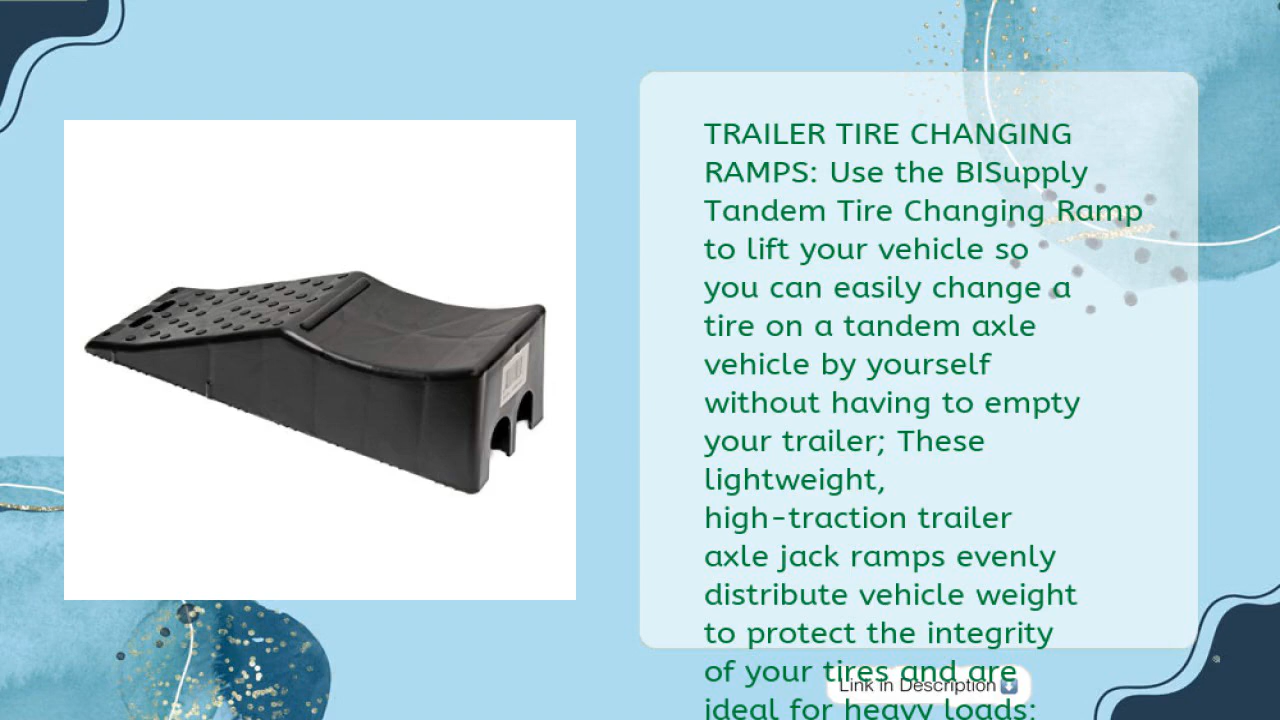 TRAILER TIRE CHANGING
RAMPS: Use the BISupply
Tandem Tire Changing Ramp
to lift your vehicle so
you can easily change a
tire on a tandem axle
vehicle by yourself
without having to empty
your trailer; These
lightweight,
high-traction trailer
axle jack ramps evenly
distribute vehicle weight
to protect the integrity
of your tires and are
Link in Description
ideal for heavy loads;